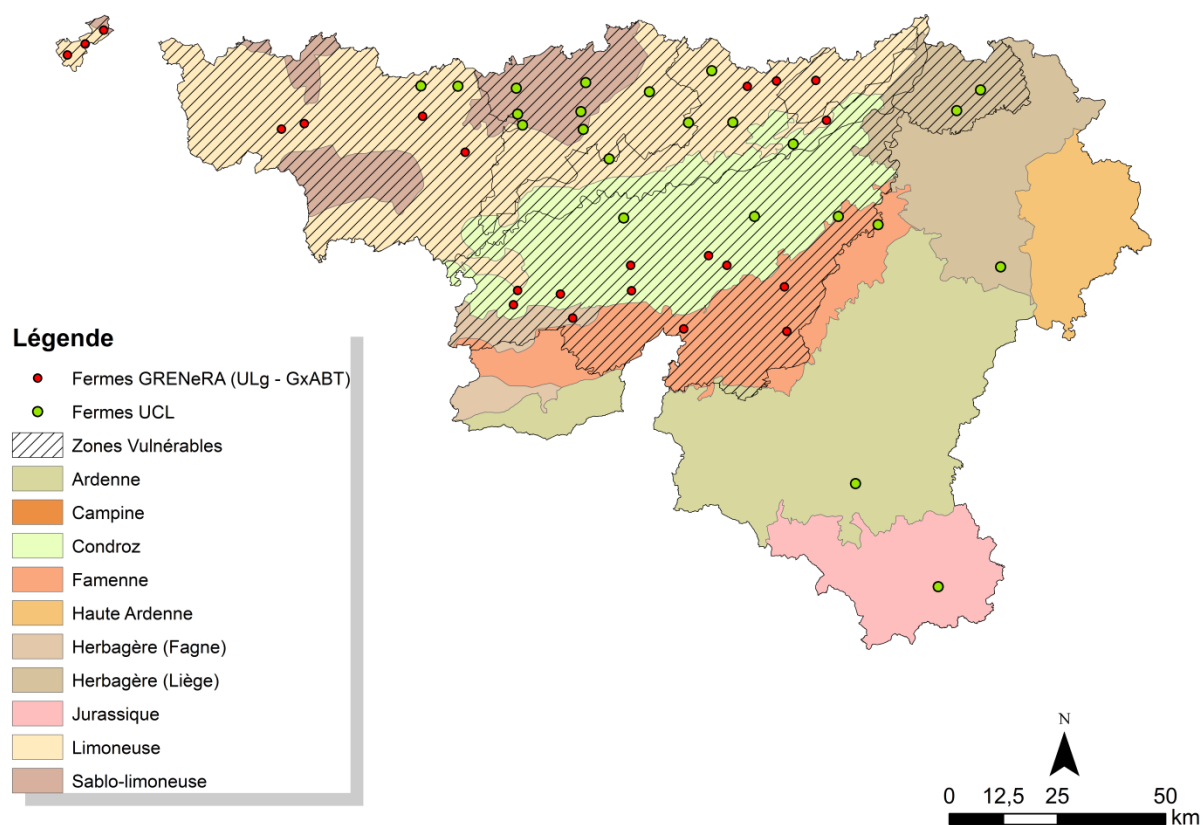 Légende
Fermes GRENeRA (ULg - GxABT)
Fermes UCL
Zones Vulnérables
Ardenne
Campine
Condroz
Famenne
Haute Ardenne
Herbagère (Fagne)
Herbagère (Liège)
Jurassique
Limoneuse
Sablo-limoneuse
N
0 12,5 25 50
km